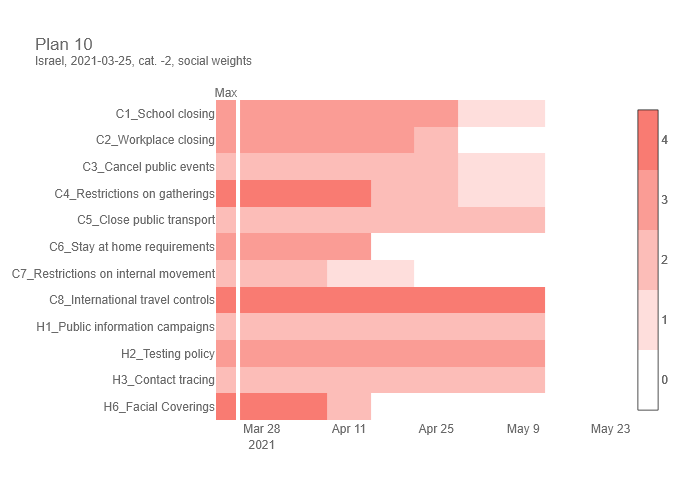 Plan 10
Israel, 2021-03-25, cat. -2, social weights
Max
C1_School closing
C2_Workplace closing
C3_Cancel public events
C4_Restrictions on gatherings
C5_Close public transport
C6_Stay at home requirements
C7_Restrictions on internal movement
C8_International travel controls
H1_Public information campaigns
H2_Testing policy
H3_Contact tracing
H6_Facial Coverings
Mar 28 Apr 11 Apr 25 May 9 May 23
2021
4
3
2
1
0